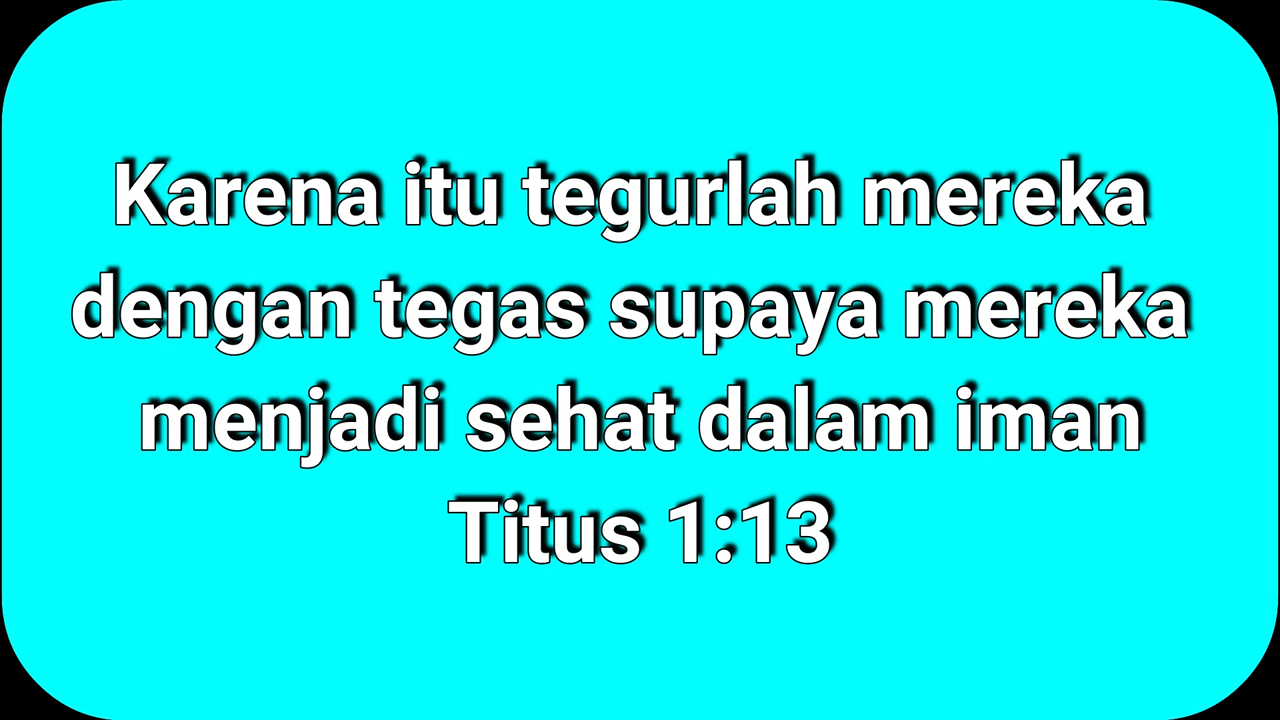 Karena itu tegurlah mereka
dengan tegas supaya mereka
menjadi sehat dalam iman
Titus 1:13